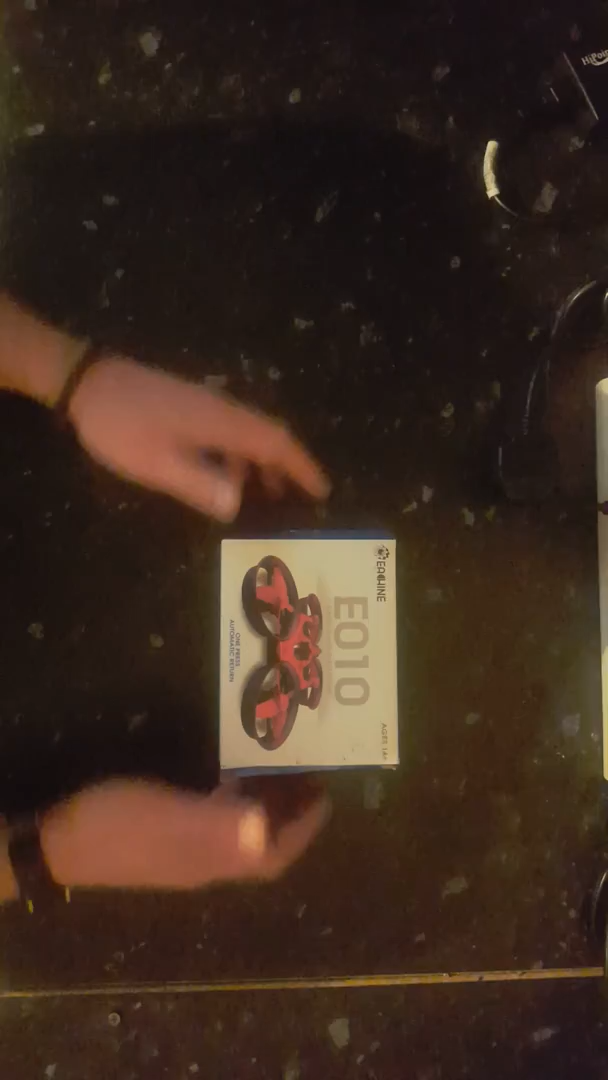 EACHINE
E010
AGES 14+
ONE PRESS
AUTOMATIC RETURN